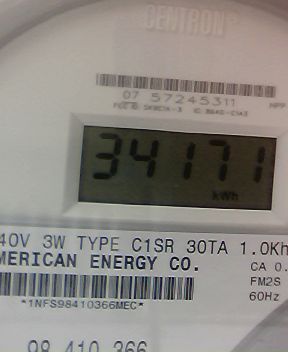 CENTRON®
07 57245311
34171
kWh
40V 3W TYPE C1SR 30TA 1.0Kh
MERICAN ENERGY CO.
CA 0.
FM2S
60Hz
*1NFS98410366MEC*
98 410 366